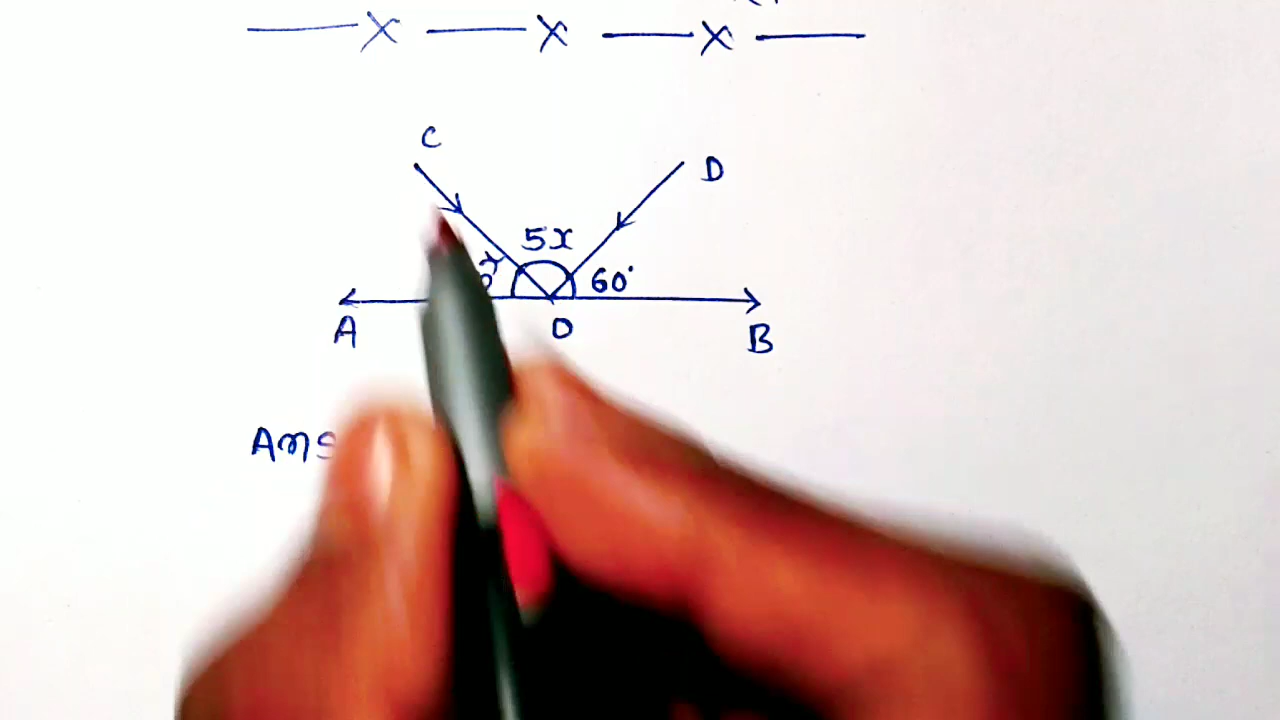 — X — X — X —
C
D
5x
60°
A
O
B
Ans